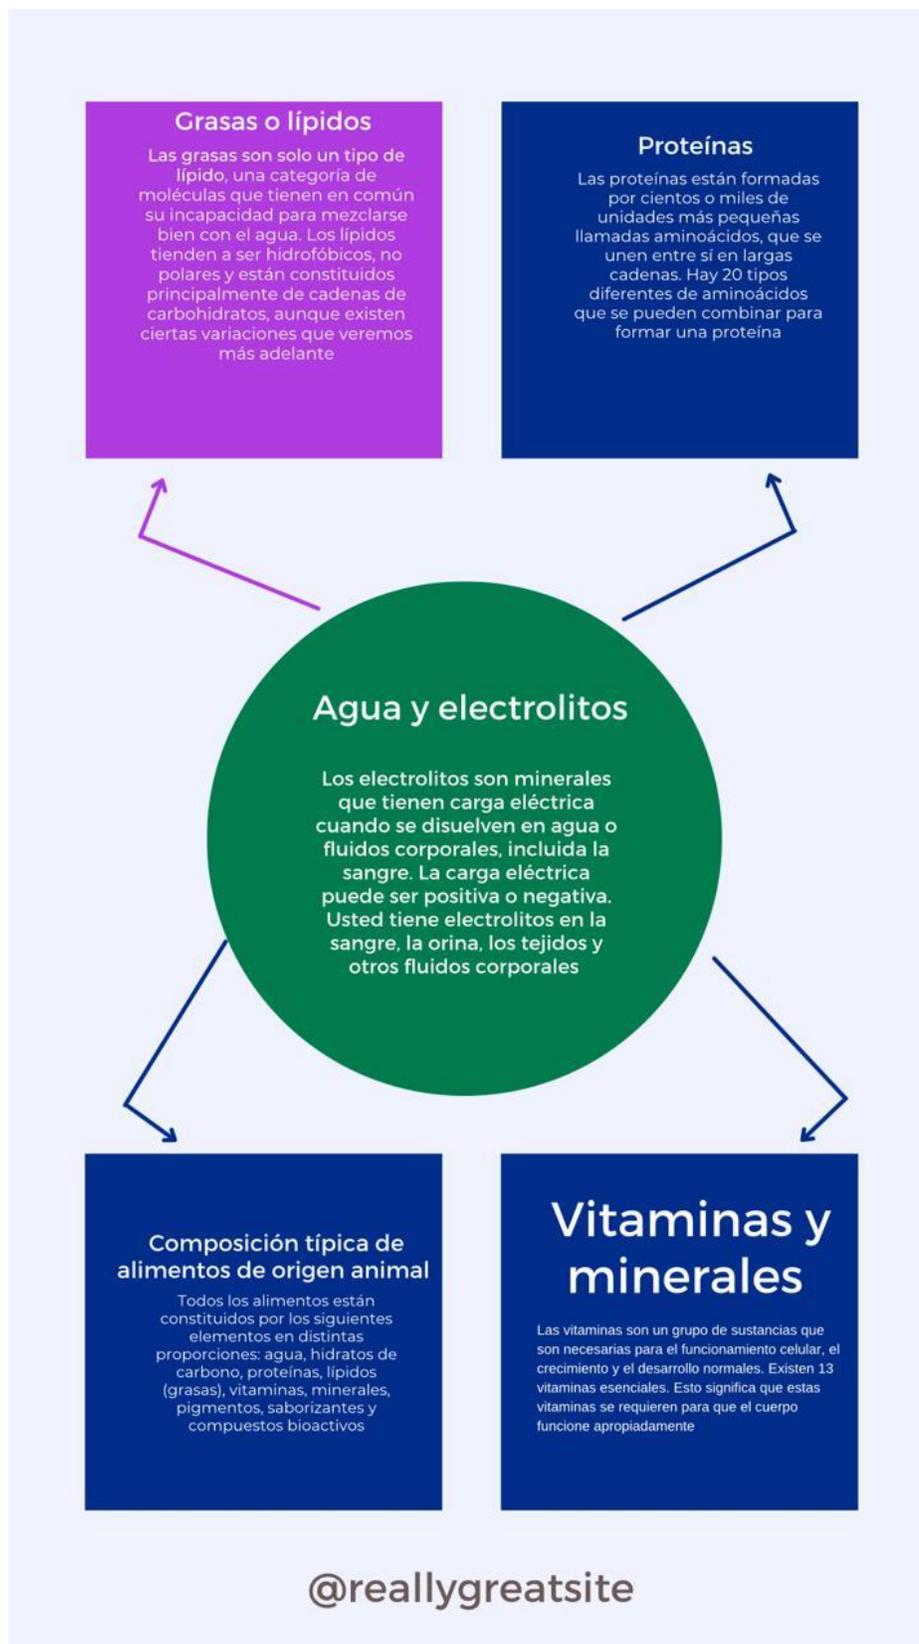 Grasas o lípidos
Las grasas son solo un tipo de
lípido, una categoría de
moléculas que tienen en común
su incapacidad para mezclarse
bien con el agua. Los lípidos
tienden a ser hidrofóbicos, no
polares y están constituidos
principalmente de cadenas de
carbohidratos, aunque existen
ciertas variaciones que veremos
más adelante
Proteínas
Las proteínas están formadas
por cientos o miles de
unidades más pequeñas
llamadas aminoácidos, que se
unen entre sí en largas
cadenas. Hay 20 tipos
diferentes de aminoácidos
que se pueden combinar para
formar una proteína
Agua y electrolitos
Los electrolitos son minerales
que tienen carga eléctrica
cuando se disuelven en agua o
fluidos corporales, incluida la
sangre. La carga eléctrica
puede ser positiva o negativa.
Usted tiene electrolitos en la
sangre, la orina, los tejidos y
otros fluidos corporales
Composición típica de
alimentos de origen animal
Todos los alimentos están
constituidos por los siguientes
elementos en distintas
proporciones: agua, hidratos de
carbono, proteínas, lípidos
(grasas), vitaminas, minerales,
pigmentos, saborizantes y
compuestos bioactivos
Vitaminas y
minerales
Las vitaminas son un grupo de sustancias que
son necesarias para el funcionamiento celular, el
crecimiento y el desarrollo normales. Existen 13
vitaminas esenciales. Esto significa que estas
vitaminas se requieren para que el cuerpo
funcione apropiadamente
@reallygreatsite